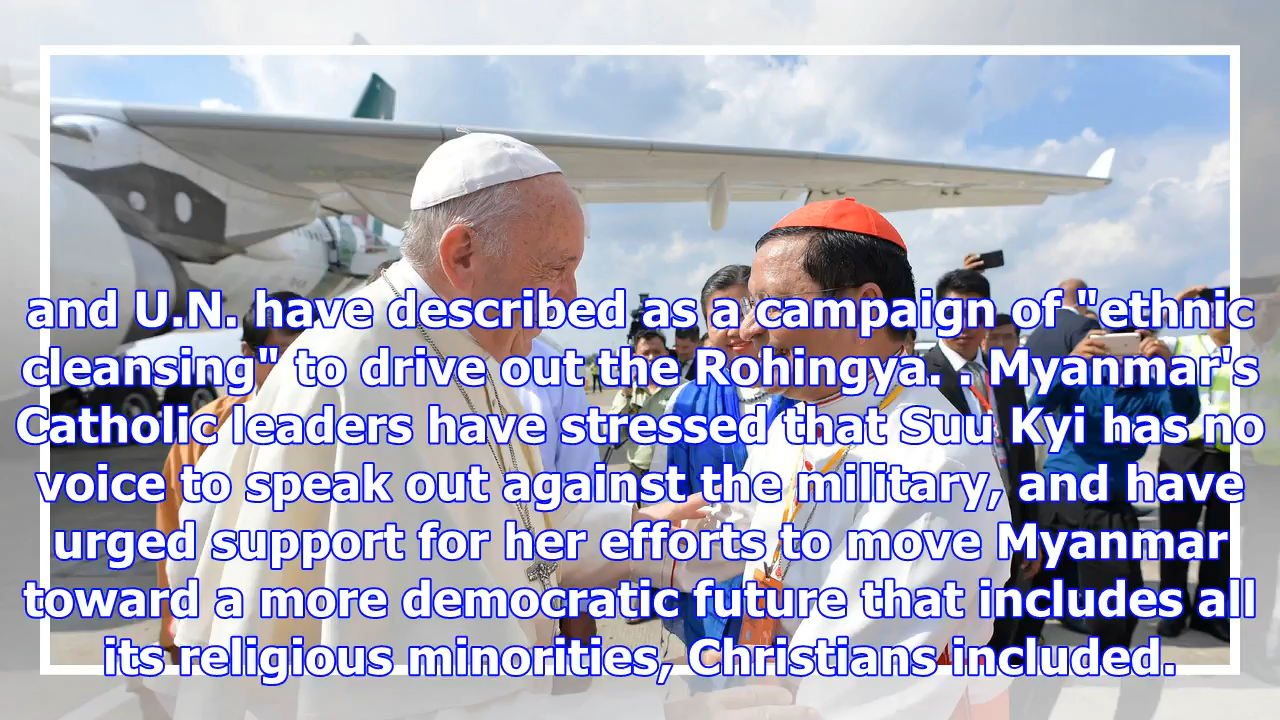 and U.N. have described as a campaign of "ethnic
cleansing" to drive out the Rohingya. . Myanmar's
Catholic leaders have stressed that Suu Kyi has no
voice to speak out against the military, and have
urged support for her efforts to move Myanmar
toward a more democratic future that includes all
its religious minorities, Christians included.